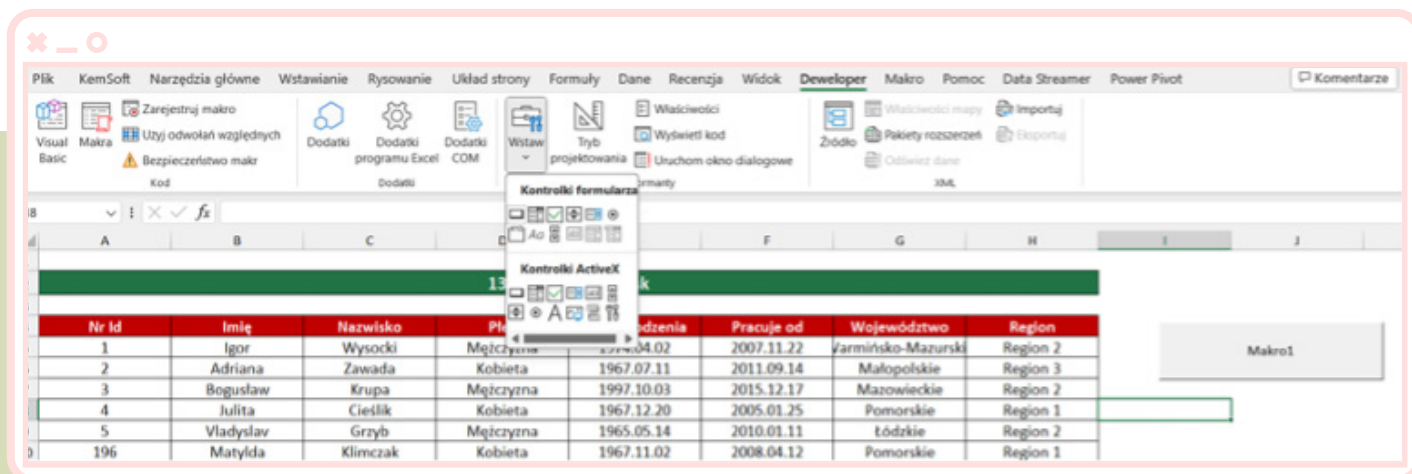 Plik KemSoft Narzędzia główne Wstawianie Rysowanie Układ strony Formuły Dane Recenzja Widok Deweloper Makro Pomoc Data Streamer Power Pivot Komentarze
Visual Basic
Makra
Zarejestruj makro
Użyj odwołań względnych
Bezpieczeństwo makr
Kod
Dodatki
Dodatki programu Excel
Dodatki COM
Dodatki
Wstaw
Tryb projektowania
Właściwości
Wyświetl kod
Uruchom okno dialogowe
Źródło
Właściwości mapy
Pakiety rozszerzeń
Odśwież dane
Importuj
Eksportuj
XML
Kontrolki formularza
Aa
Kontrolki ActiveX
A
fx
A B C F G H I J
13
Nr Id Imię Nazwisko Województwo Pracuje od Region
1 Igor Wysocki Mężczyzna 1974.04.02 2007.11.22 Region 2
2 Adriana Zawada Kobieta 1967.07.11 2011.09.14 Małopolskie Region 3
3 Bogusław Krupa Mężczyzna 1997.10.03 2015.12.17 Mazowieckie Region 2
4 Julita Cieślik Kobieta 1967.12.20 2005.01.25 Pomorskie Region 1
5 Vladyslav Grzyb Mężczyzna 1965.05.14 2010.01.11 Łódzkie Region 2
196 Matylda Klimczak Kobieta 1967.11.02 2008.04.12 Pomorskie Region 1
Makro1